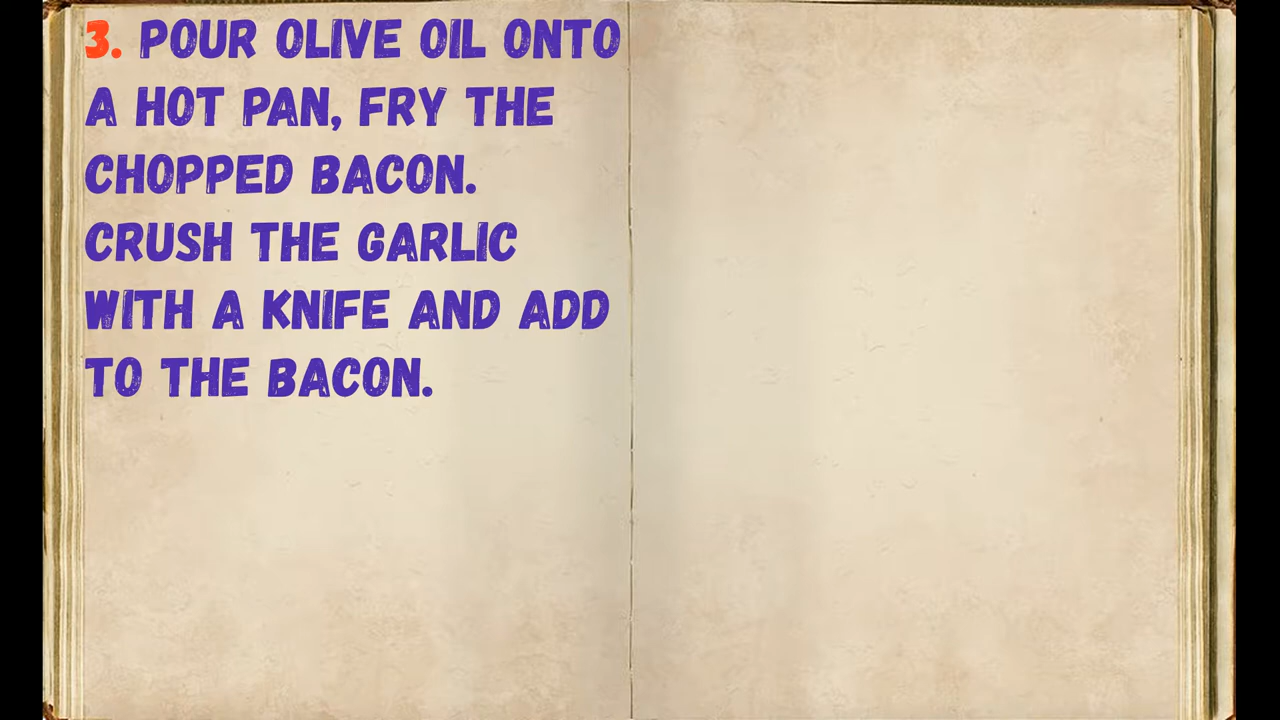 3. POUR OLIVE OIL ONTO
A HOT PAN, FRY THE
CHOPPED BACON.
CRUSH THE GARLIC
WITH A KNIFE AND ADD
TO THE BACON.